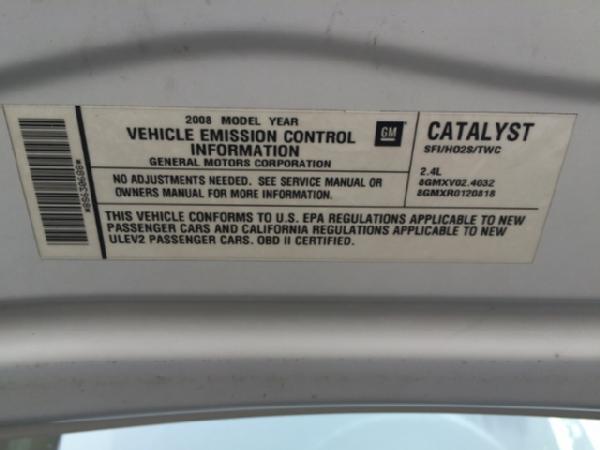 2008 MODEL YEAR
VEHICLE EMISSION CONTROL
INFORMATION
GENERAL MOTORS CORPORATION
GM
CATALYST
SFI/HO2S/TWC
NO ADJUSTMENTS NEEDED. SEE SERVICE MANUAL OR
OWNERS MANUAL FOR MORE INFORMATION.
2.4L
8GMXV02.4032
8GMXR0120818
THIS VEHICLE CONFORMS TO U.S. EPA REGULATIONS APPLICABLE TO NEW
PASSENGER CARS AND CALIFORNIA REGULATIONS APPLICABLE TO NEW
ULEV2 PASSENGER CARS. OBD II CERTIFIED.